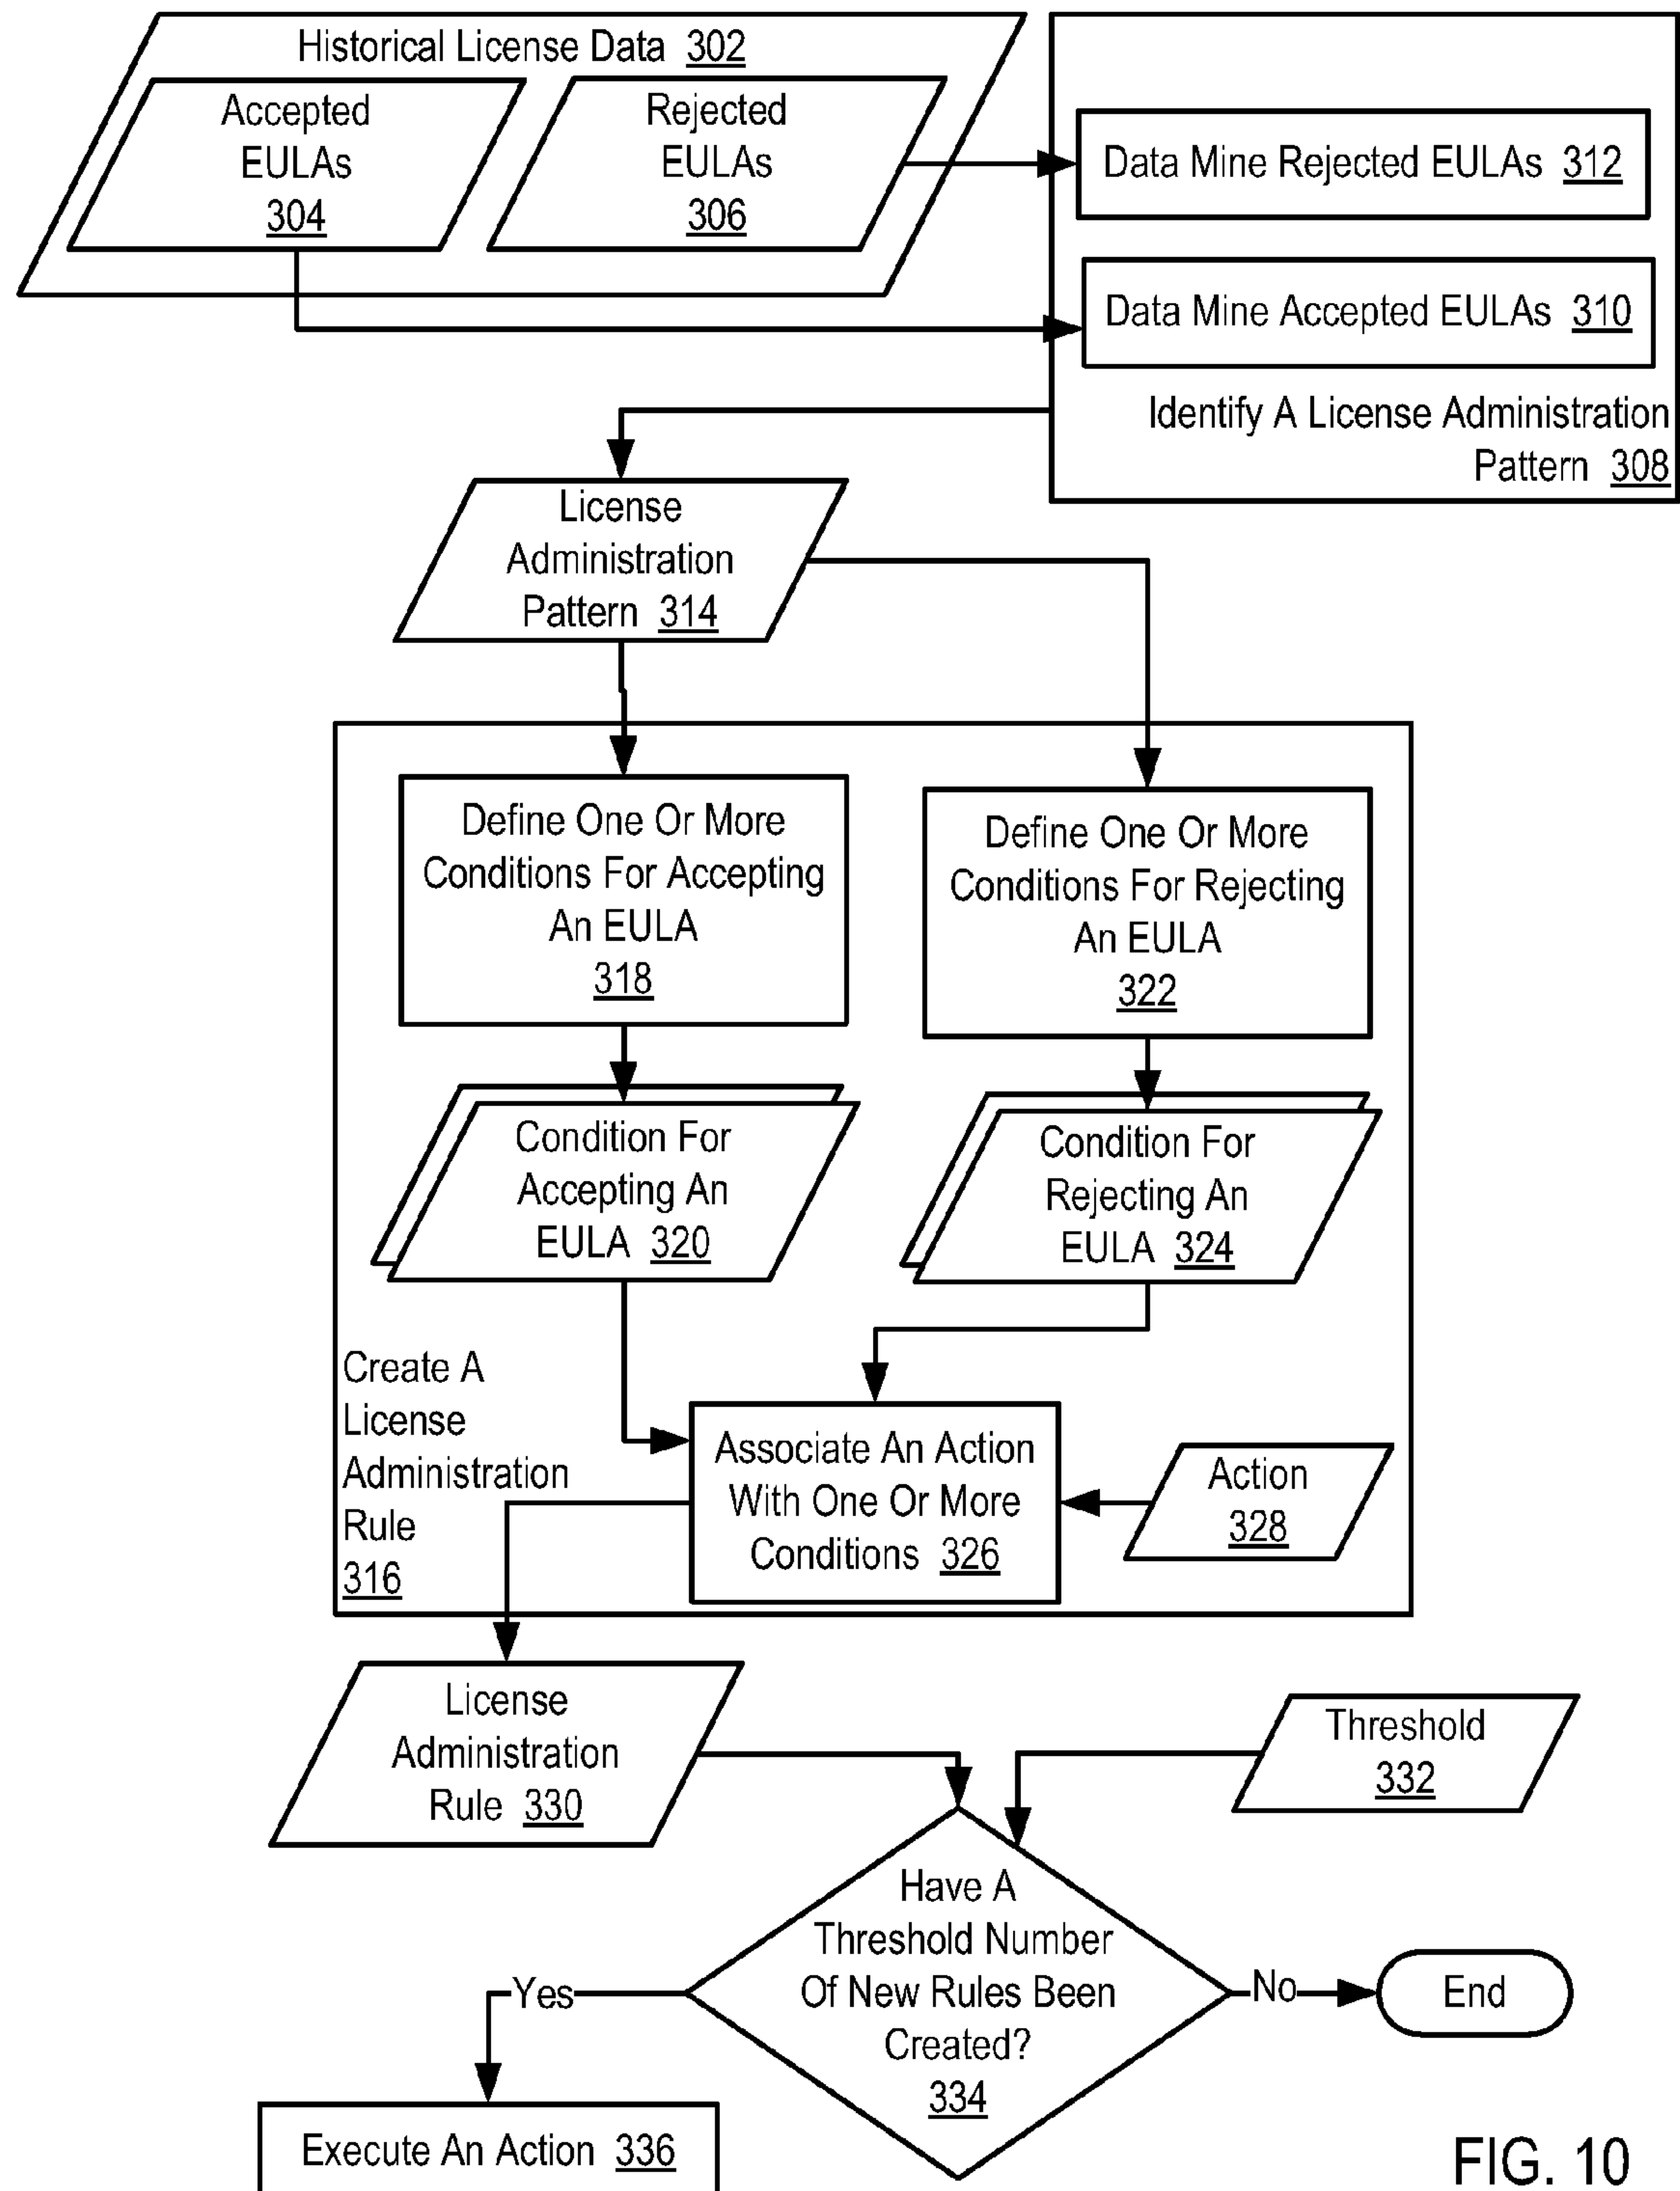 Historical License Data 302
Accepted
EULAs
304
Rejected
EULAs
306
Data Mine Rejected EULAs 312
Data Mine Accepted EULAs 310
Identify A License Administration
Pattern 308
License
Administration
Pattern 314
Define One Or More
Conditions For Accepting
An EULA
318
Define One Or More
Conditions For Rejecting
An EULA
322
Condition For
Accepting An
EULA 320
Condition For
Rejecting An
EULA 324
Create A
License
Administration
Rule
316
Associate An Action
With One Or More
Conditions 326
Action
328
License
Administration
Rule 330
Threshold
332
Have A
Threshold Number
Of New Rules Been
Created?
334
Yes
No
End
Execute An Action 336
FIG. 10